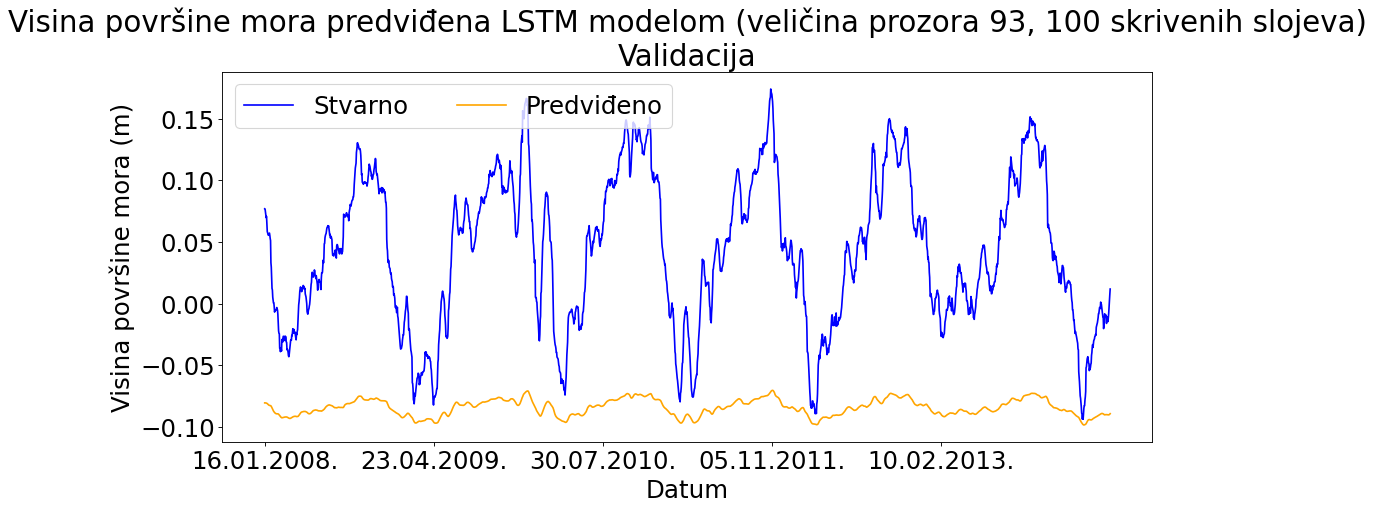 Visina površine mora predviđena LSTM modelom (veličina prozora 93, 100 skrivenih slojeva)
Validacija
Stvarno
Predviđeno
Visina površine mora (m)
0.15
0.10
0.05
0.00
−0.05
−0.10
16.01.2008.
23.04.2009.
30.07.2010.
05.11.2011.
10.02.2013.
Datum